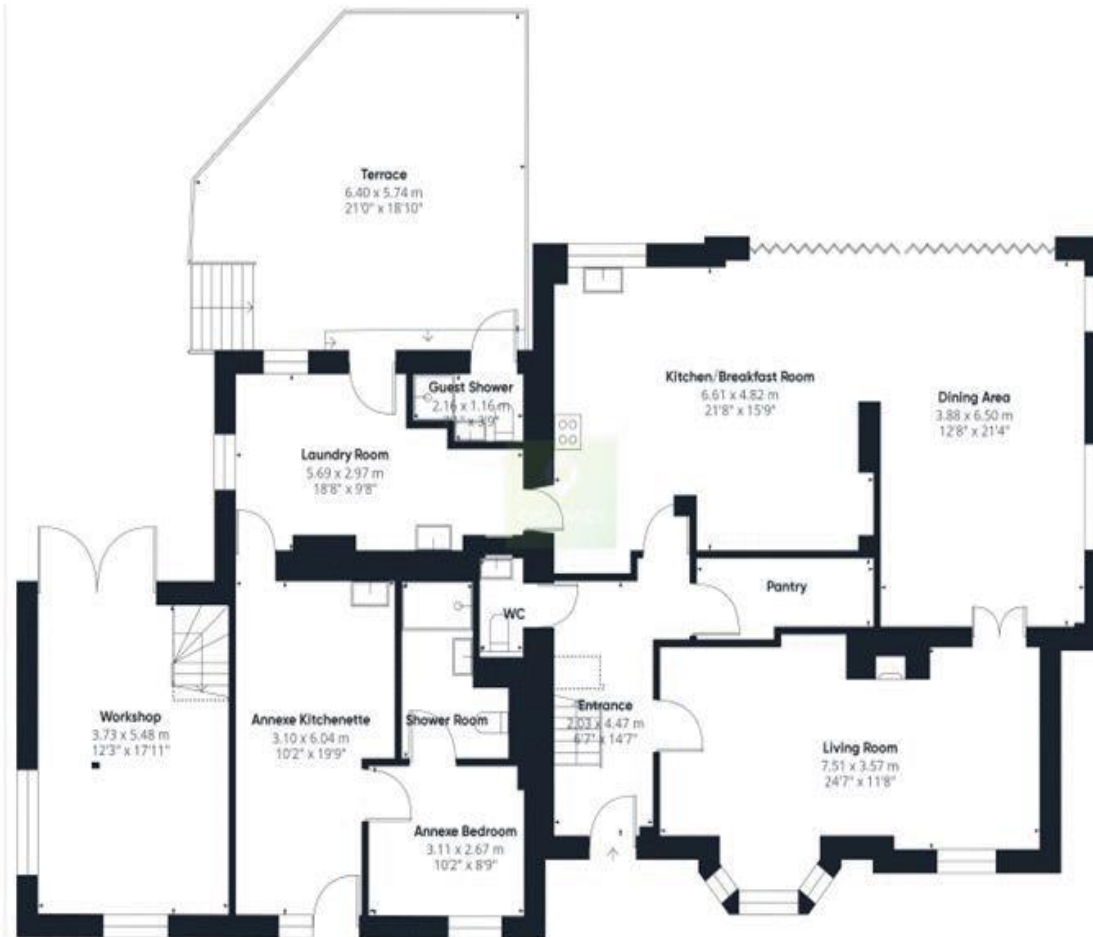 Terrace
6.40 x 5.74 m
21'0" x 18'10"
Kitchen/Breakfast Room
6.61 x 4.82 m
21'8" x 15'9"
Dining Area
3.88 x 6.50 m
12'8" x 21'4"
Guest Shower
2.16 x 1.16 m
x 3'9"
Laundry Room
5.69 x 2.97 m
18'8" x 9'8"
Pantry
WC
Workshop
3.73 x 5.48 m
12'3" x 17'11"
Annexe Kitchenette
3.10 x 6.04 m
10'2" x 19'9"
Shower Room
Entrance
2.03 x 4.47 m
6'7" x 14'7"
Living Room
7.51 x 3.57 m
24'7" x 11'8"
Annexe Bedroom
3.11 x 2.67 m
10'2" x 8'9"